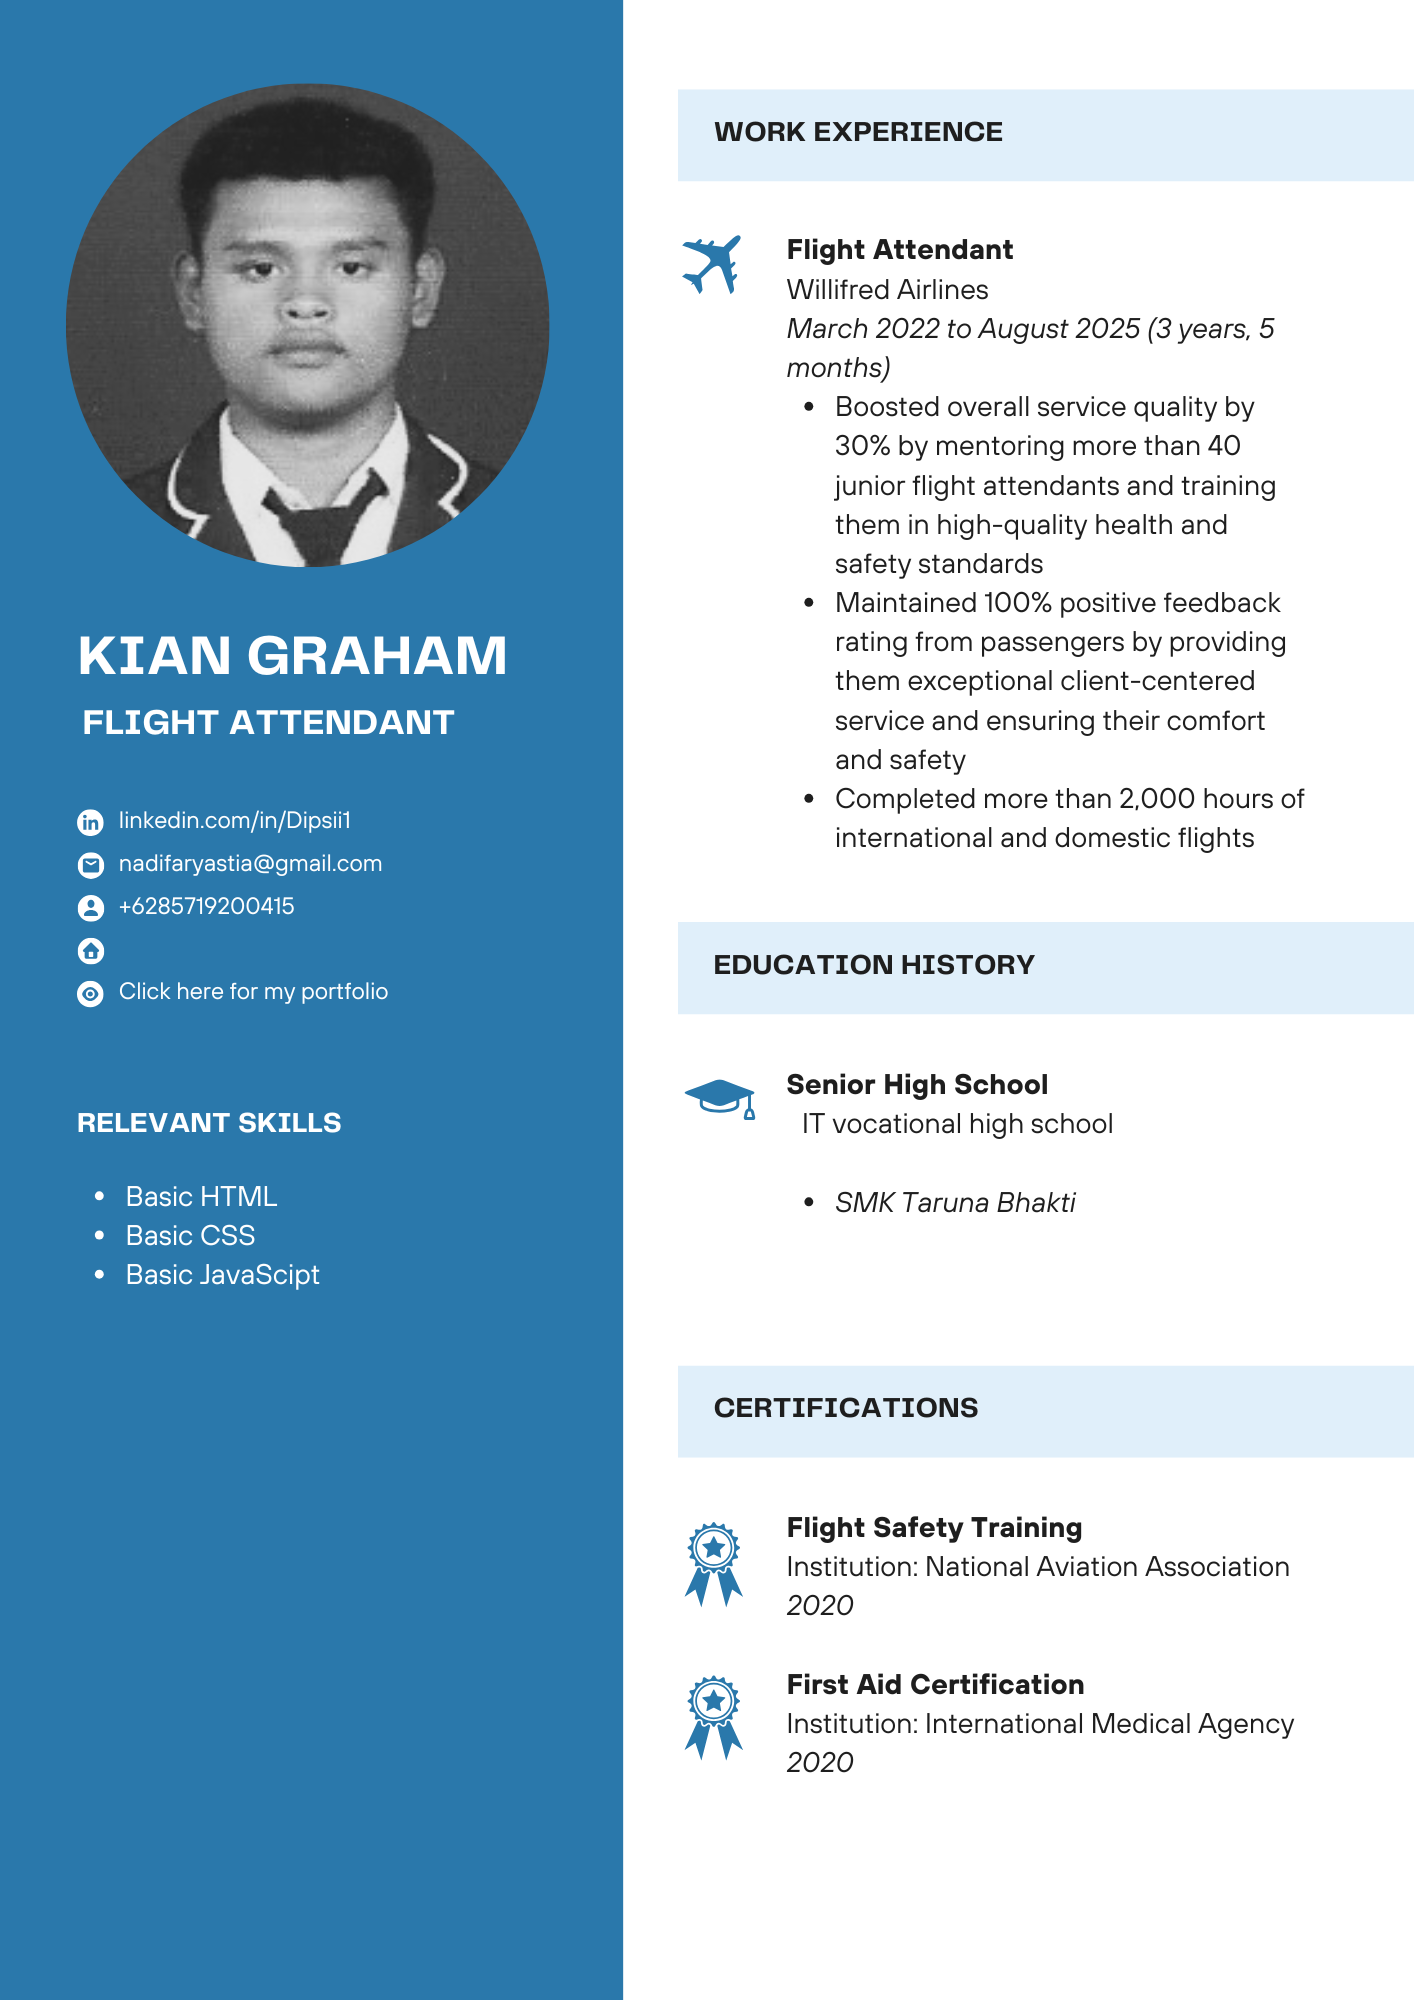 KIAN GRAHAM
FLIGHT ATTENDANT
linkedin.com/in/Dipsii1
nadifaryastia@gmail.com
+6285719200415
Click here for my portfolio
RELEVANT SKILLS
• Basic HTML
• Basic CSS
• Basic JavaScipt
WORK EXPERIENCE
Flight Attendant
Willifred Airlines
March 2022 to August 2025 (3 years, 5
months)
• Boosted overall service quality by
30% by mentoring more than 40
junior flight attendants and training
them in high-quality health and
safety standards
• Maintained 100% positive feedback
rating from passengers by providing
them exceptional client-centered
service and ensuring their comfort
and safety
• Completed more than 2,000 hours of
international and domestic flights
EDUCATION HISTORY
Senior High School
IT vocational high school
• SMK Taruna Bhakti
CERTIFICATIONS
Flight Safety Training
Institution: National Aviation Association
2020
First Aid Certification
Institution: International Medical Agency
2020